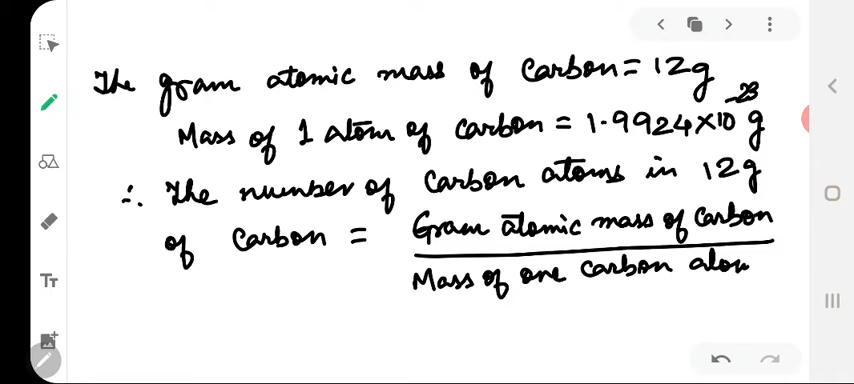 The gram atomic mass of carbon = 12g
Mass of 1 atom of carbon = 1.9924×10⁻²³ g
∴ The number of carbon atoms in 12g
of carbon = Gram atomic mass of carbon
Mass of one carbon atom